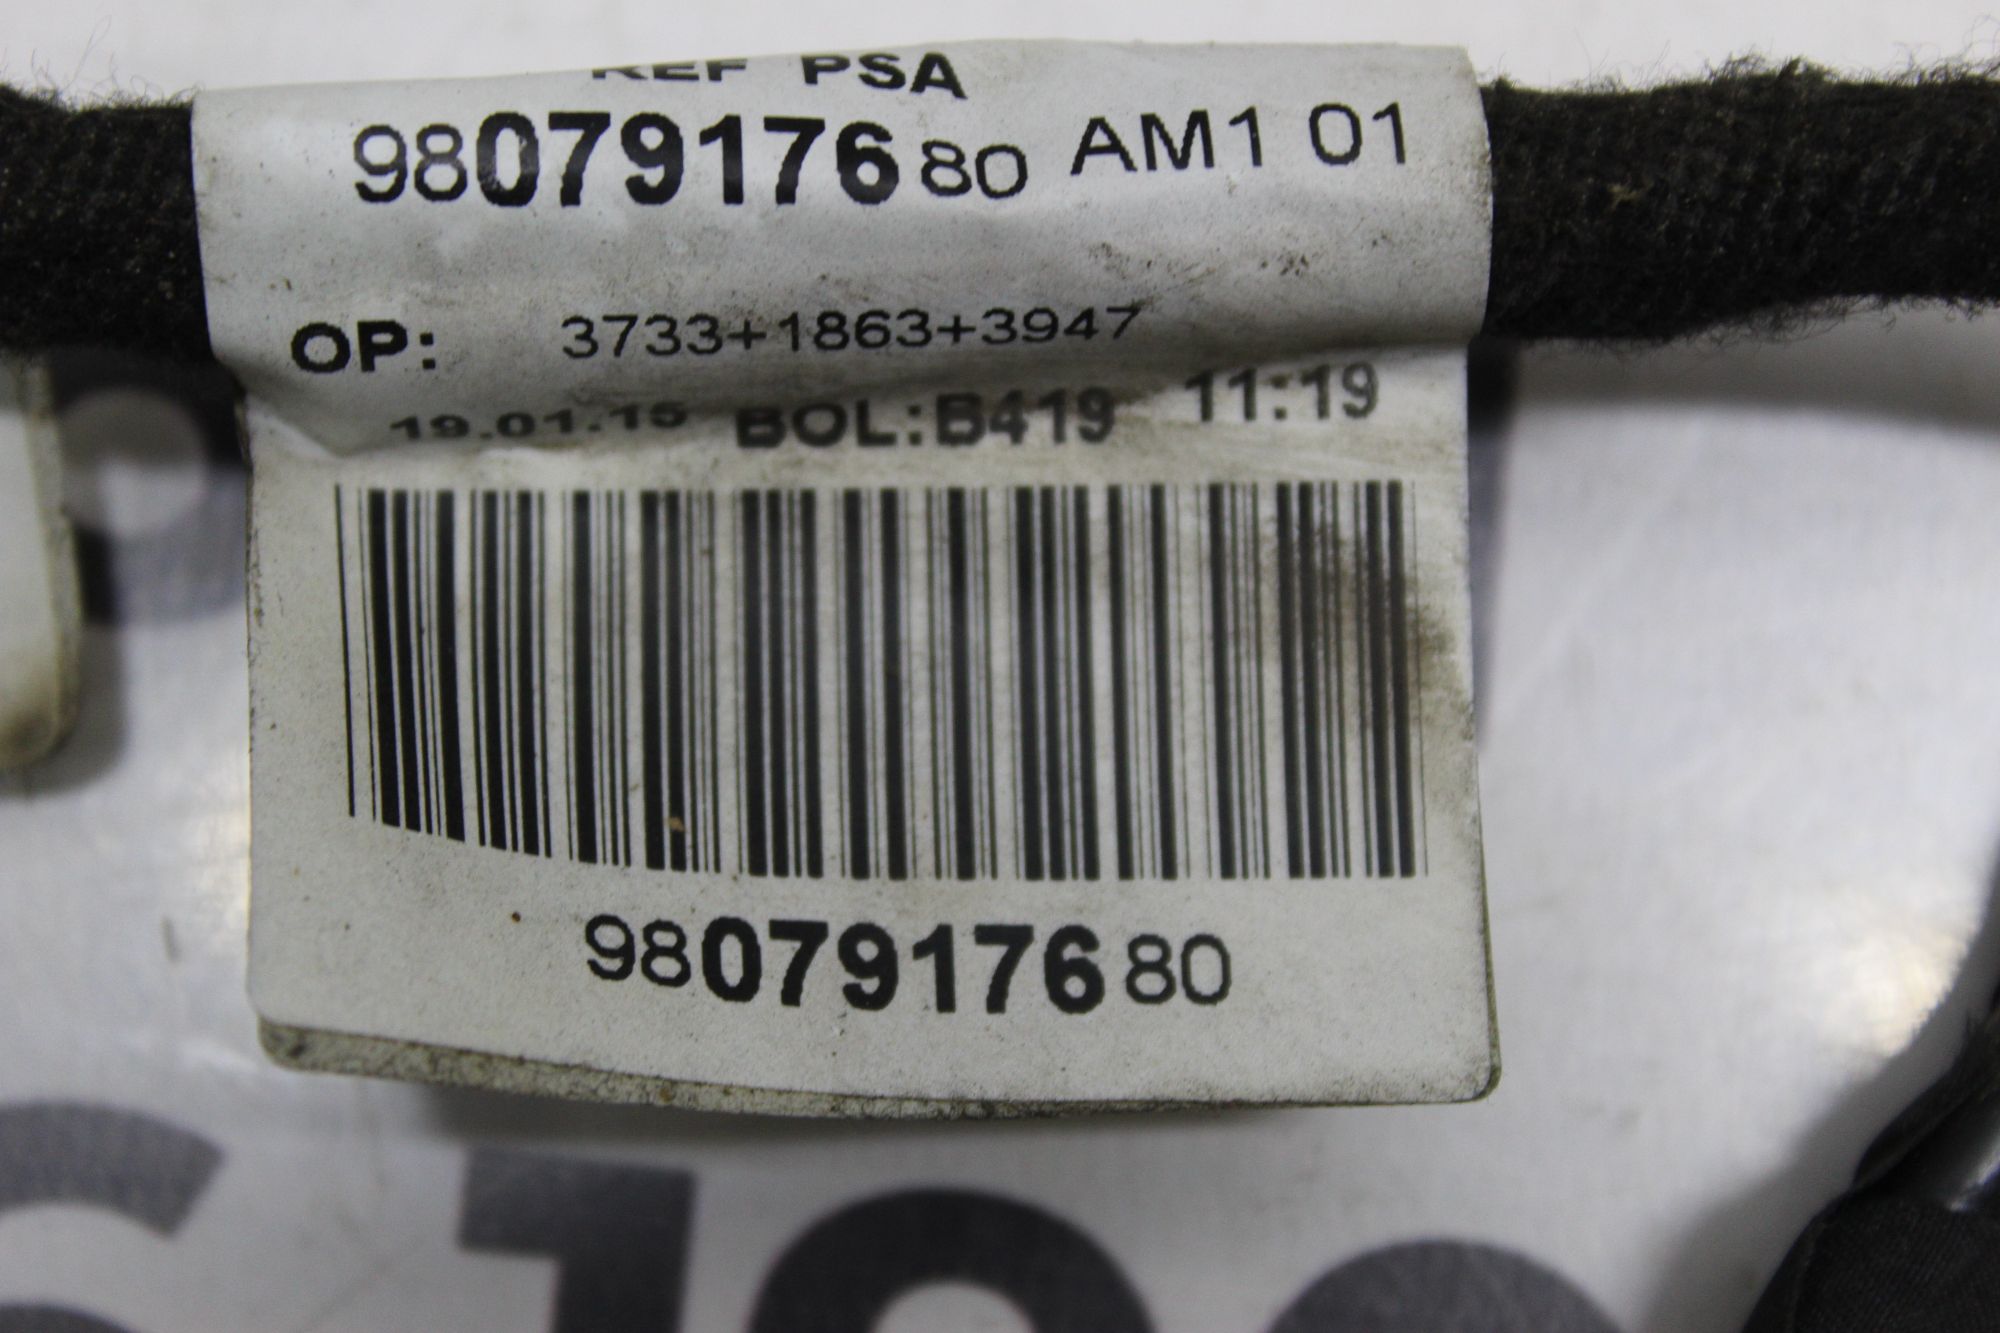 REF PSA
9807917680 AM1 01
OP: 3733+1863+3947
19.01.15 BOL:B419 11:19
9807917680